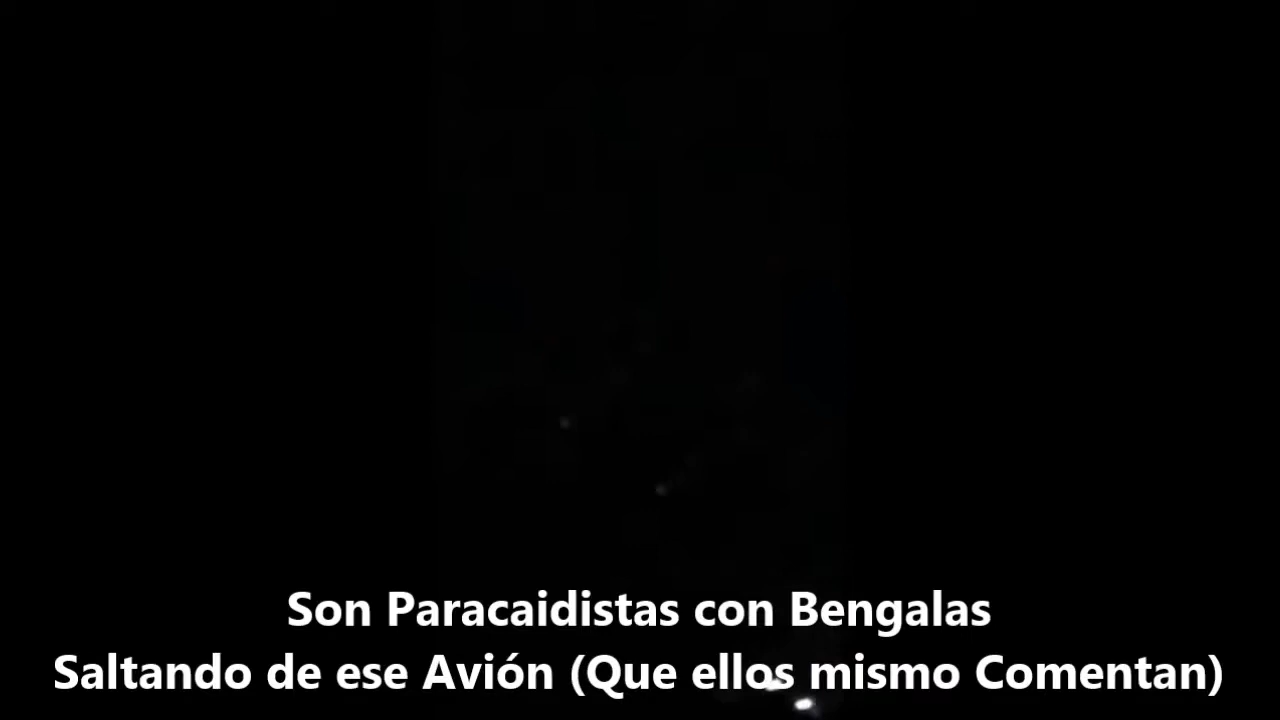 Son Paracaidistas con Bengalas
Saltando de ese Avión (Que ellos mismo Comentan)